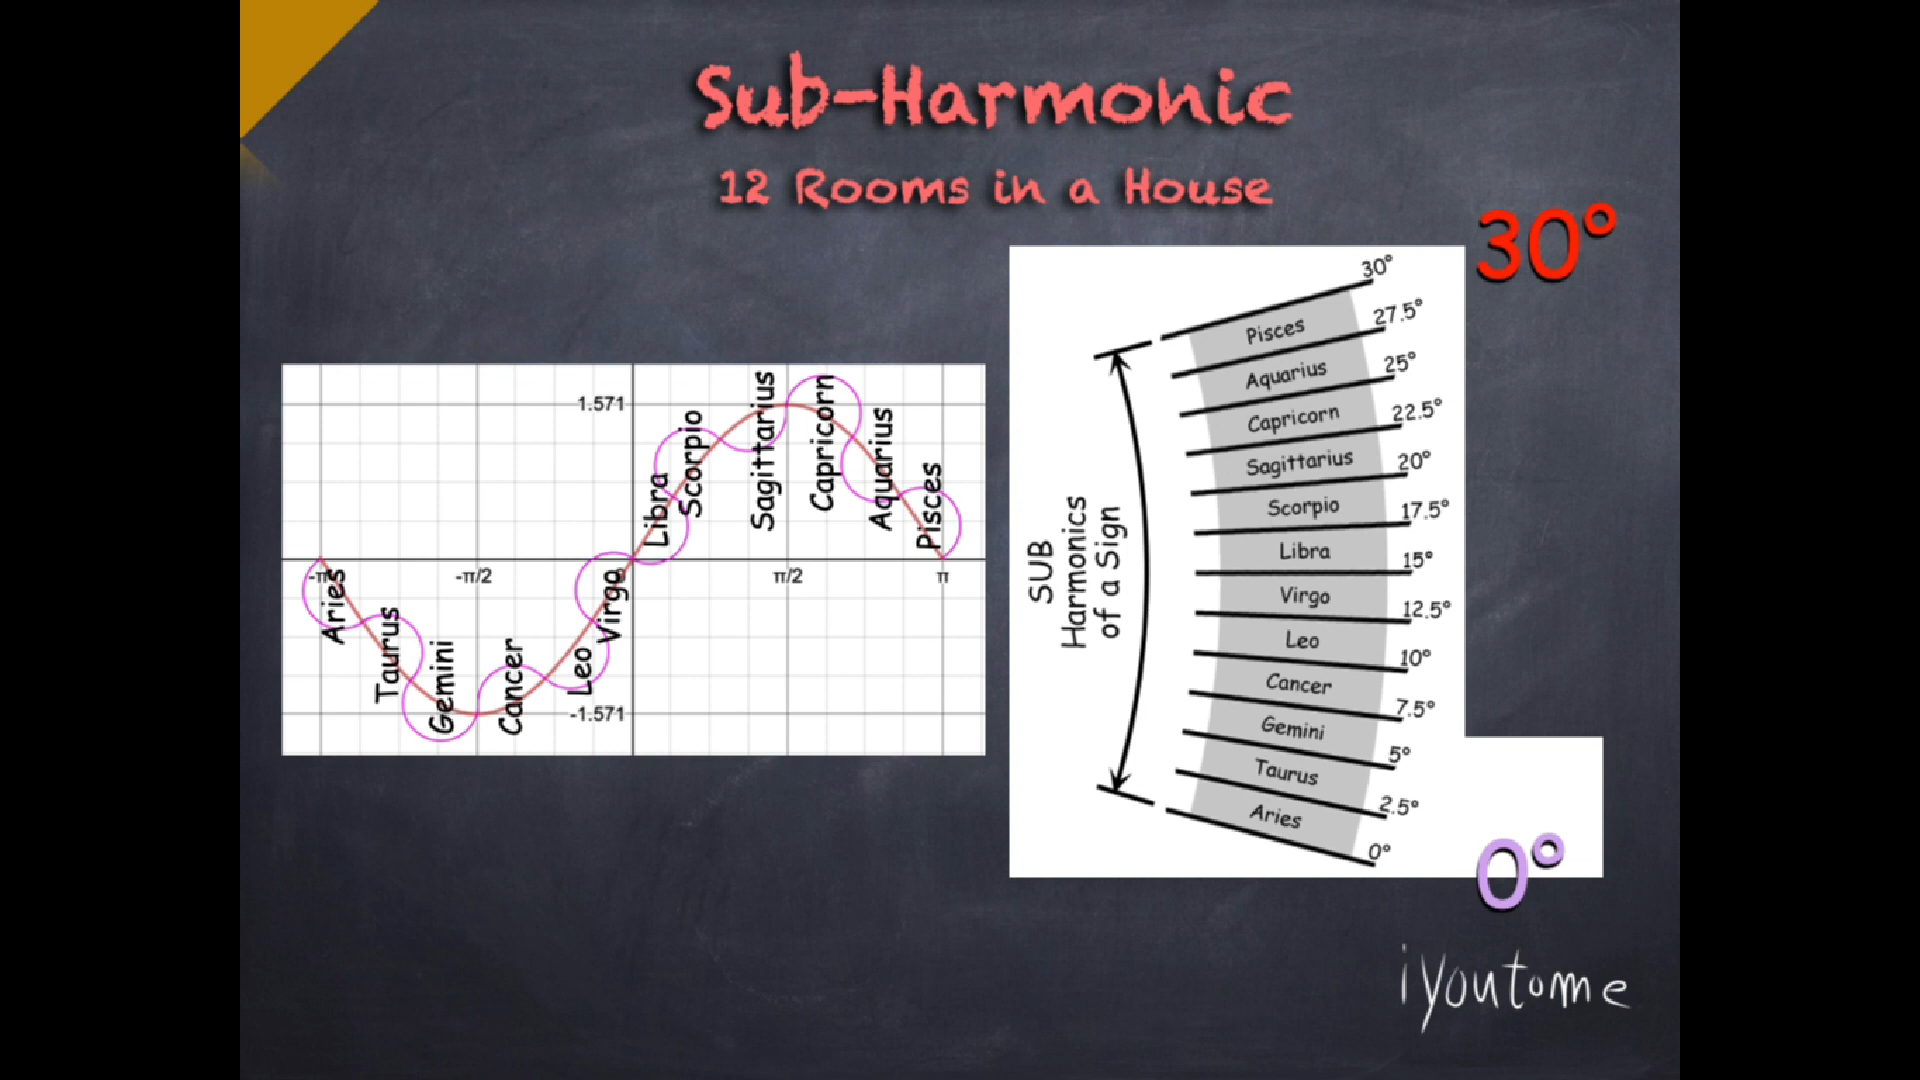 Sub-Harmonic
12 Rooms in a House
30°
1.571
-π
-π/2
0
π/2
π
-1.571
Aries
Taurus
Gemini
Cancer
Leo
Virgo
Libra
Scorpio
Sagittarius
Capricorn
Aquarius
Pisces
SUB
Harmonics
of a Sign
30°
Pisces
27.5°
Aquarius
25°
Capricorn
22.5°
Sagittarius
20°
Scorpio
17.5°
Libra
15°
Virgo
12.5°
Leo
10°
Cancer
7.5°
Gemini
5°
Taurus
2.5°
Aries
0°
0°
iyoutome